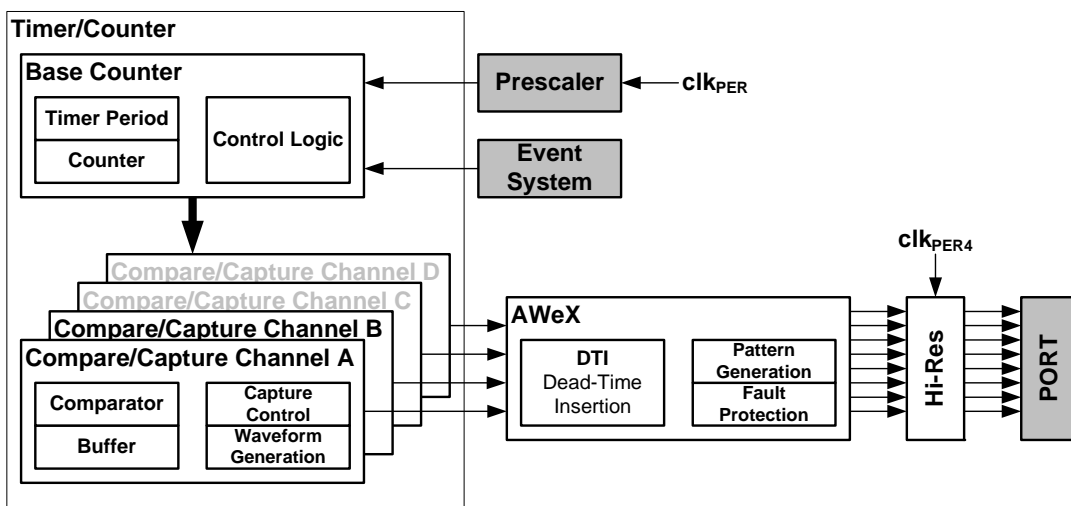 Timer/Counter
Base Counter
Timer Period
Counter
Control Logic
Prescaler
clkPER
Event
System
Compare/Capture Channel D
Compare/Capture Channel C
Compare/Capture Channel B
Compare/Capture Channel A
Comparator
Buffer
Capture
Control
Waveform
Generation
AWeX
DTI
Dead-Time
Insertion
Pattern
Generation
Fault
Protection
clkPER4
Hi-Res
PORT